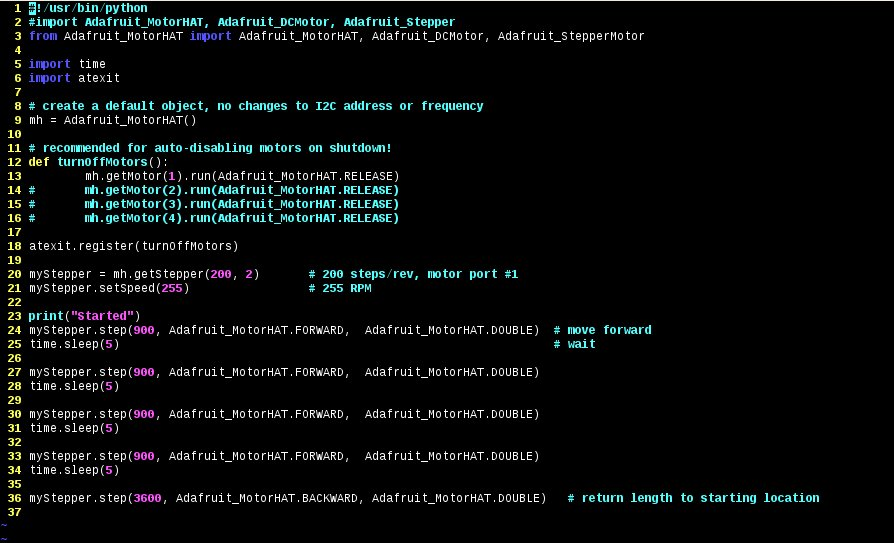 1 #!/usr/bin/python
2 #import Adafruit_MotorHAT, Adafruit_DCMotor, Adafruit_Stepper
3 from Adafruit_MotorHAT import Adafruit_MotorHAT, Adafruit_DCMotor, Adafruit_StepperMotor
4
5 import time
6 import atexit
7
8 # create a default object, no changes to I2C address or frequency
9 mh = Adafruit_MotorHAT()
10
11 # recommended for auto-disabling motors on shutdown!
12 def turnOffMotors():
13         mh.getMotor(1).run(Adafruit_MotorHAT.RELEASE)
14 #       mh.getMotor(2).run(Adafruit_MotorHAT.RELEASE)
15 #       mh.getMotor(3).run(Adafruit_MotorHAT.RELEASE)
16 #       mh.getMotor(4).run(Adafruit_MotorHAT.RELEASE)
17
18 atexit.register(turnOffMotors)
19
20 myStepper = mh.getStepper(200, 2)       # 200 steps/rev, motor port #1
21 myStepper.setSpeed(255)                 # 255 RPM
22
23 print("Started")
24 myStepper.step(900, Adafruit_MotorHAT.FORWARD,  Adafruit_MotorHAT.DOUBLE)  # move forward
25 time.sleep(5)                                                              # wait
26
27 myStepper.step(900, Adafruit_MotorHAT.FORWARD,  Adafruit_MotorHAT.DOUBLE)
28 time.sleep(5)
29
30 myStepper.step(900, Adafruit_MotorHAT.FORWARD,  Adafruit_MotorHAT.DOUBLE)
31 time.sleep(5)
32
33 myStepper.step(900, Adafruit_MotorHAT.FORWARD,  Adafruit_MotorHAT.DOUBLE)
34 time.sleep(5)
35
36 myStepper.step(3600, Adafruit_MotorHAT.BACKWARD, Adafruit_MotorHAT.DOUBLE)   # return length to starting location
37
~
~